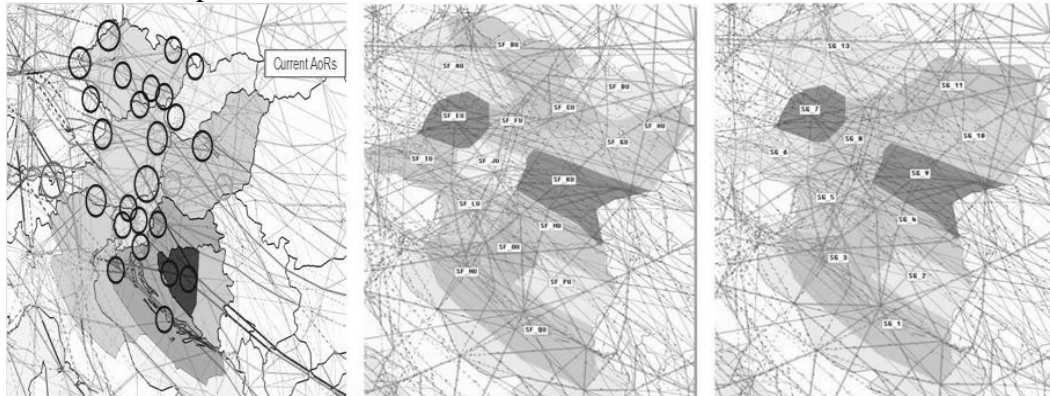 Current AoRs
SF_BU
SF_AU
SF_DU
SF_CU
SF_EU
SF_FU
SF_HU
SF_GU
SF_IU
SF_JU
SF_KU
SF_LU
SF_MU
SF_OU
SF_NU
SF_PU
SF_QU
SG_13
SG_11
SG_7
SG_10
SG_8
SG_6
SG_9
SG_5
SG_4
SG_3
SG_2
SG_1